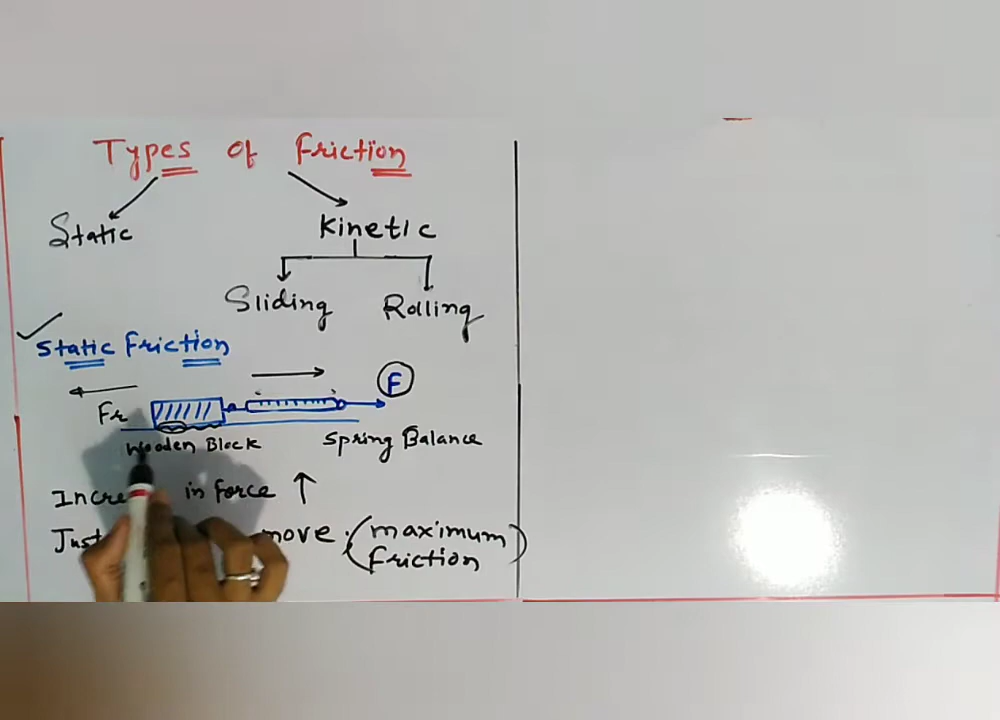 Types of Friction
Static Kinetic
Sliding Rolling
Static Friction
F
Fr
Wooden Block Spring Balance
in force ↑
move (maximum
friction)